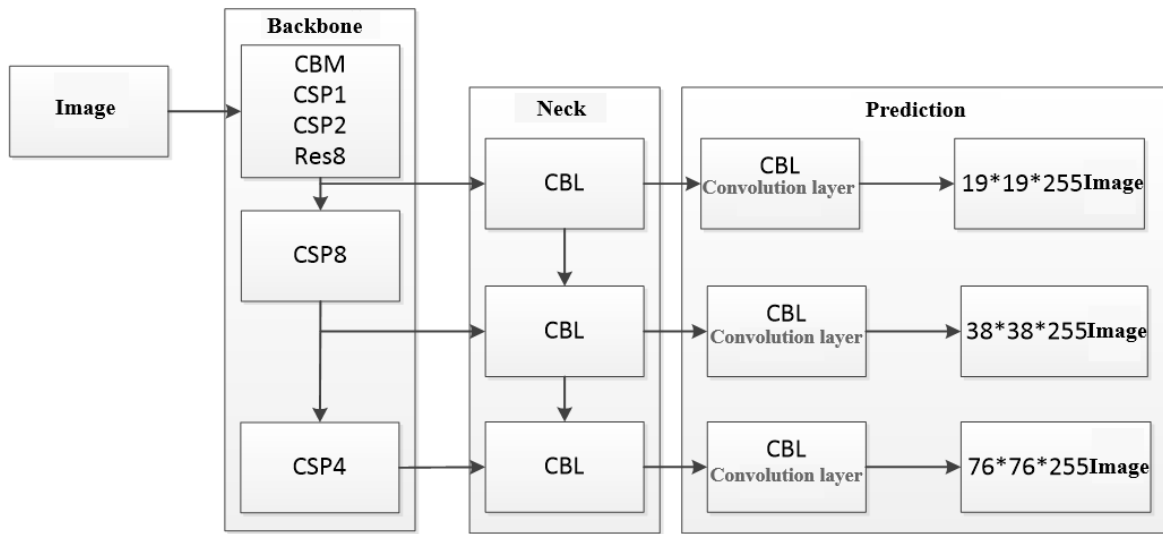 Backbone
Image
CBM
CSP1
CSP2
Res8
CSP8
CSP4
Neck
CBL
CBL
CBL
Prediction
CBL
Convolution layer
19*19*255Image
CBL
Convolution layer
38*38*255Image
CBL
Convolution layer
76*76*255Image